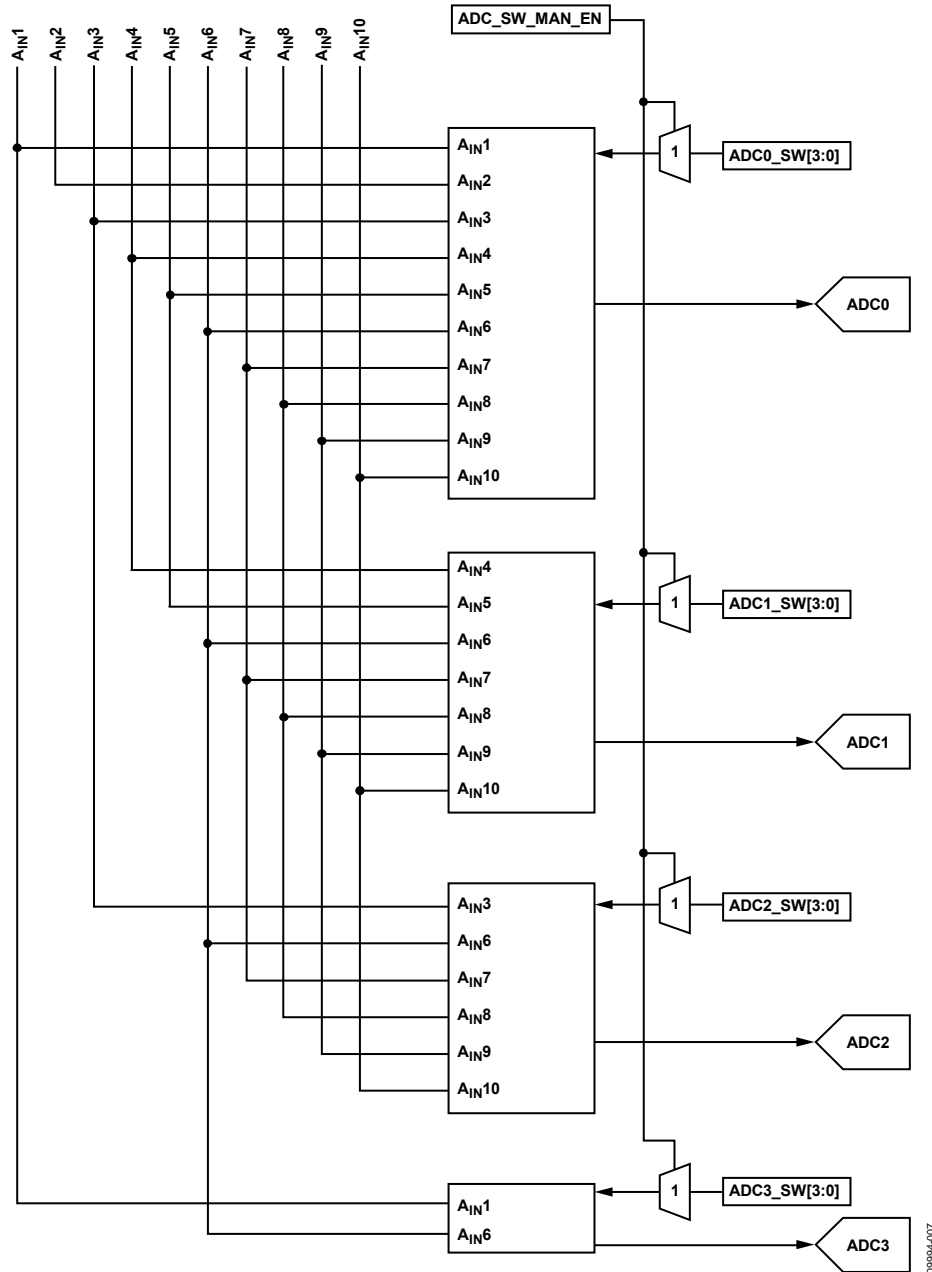 AIN1
AIN2
AIN3
AIN4
AIN5
AIN6
AIN7
AIN8
AIN9
AIN10
ADC_SW_MAN_EN
AIN1
AIN2
AIN3
AIN4
AIN5
AIN6
AIN7
AIN8
AIN9
AIN10
1
ADC0_SW[3:0]
ADC0
AIN4
AIN5
AIN6
AIN7
AIN8
AIN9
AIN10
1
ADC1_SW[3:0]
ADC1
AIN3
AIN6
AIN7
AIN8
AIN9
AIN10
1
ADC2_SW[3:0]
ADC2
AIN1
AIN6
1
ADC3_SW[3:0]
ADC3
09994-007